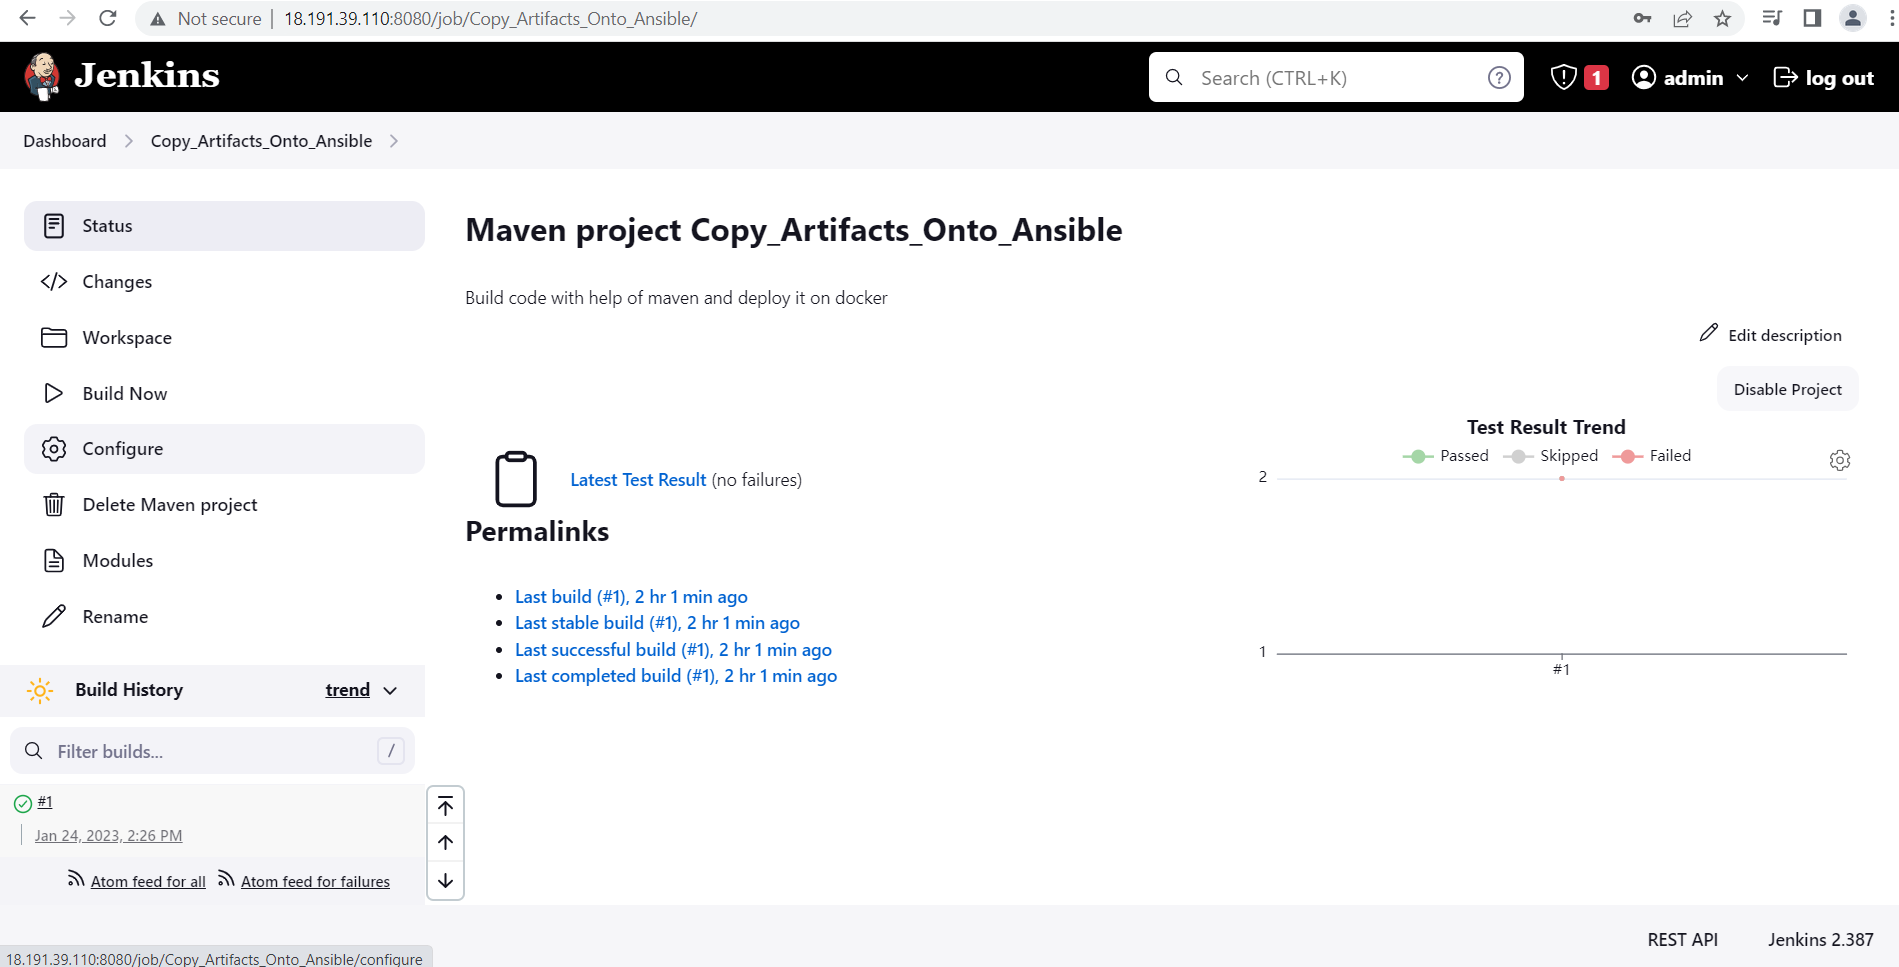 Not secure | 18.191.39.110:8080/job/Copy_Artifacts_Onto_Ansible/
Jenkins
Search (CTRL+K)
?
1
admin
log out
Dashboard
Copy_Artifacts_Onto_Ansible
Status
Changes
Workspace
Build Now
Configure
Delete Maven project
Modules
Rename
Build History
trend
Filter builds...
/
#1
Jan 24, 2023, 2:26 PM
Atom feed for all
Atom feed for failures
Maven project Copy_Artifacts_Onto_Ansible
Build code with help of maven and deploy it on docker
Edit description
Disable Project
Latest Test Result (no failures)
Permalinks
Last build (#1), 2 hr 1 min ago
Last stable build (#1), 2 hr 1 min ago
Last successful build (#1), 2 hr 1 min ago
Last completed build (#1), 2 hr 1 min ago
Test Result Trend
Passed Skipped Failed
2
1
#1
REST API
Jenkins 2.387
18.191.39.110:8080/job/Copy_Artifacts_Onto_Ansible/configure